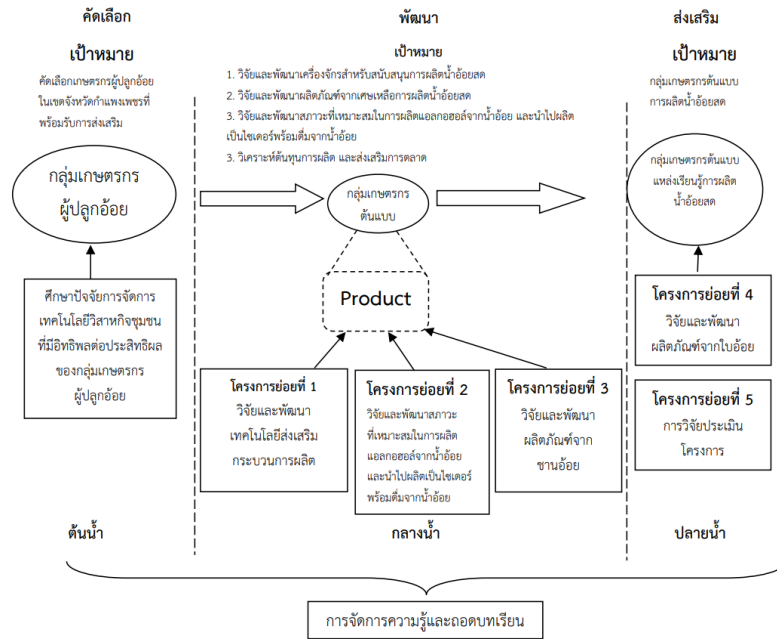 คัดเลือก
พัฒนา
ส่งเสริม
เป้าหมาย
คัดเลือกเกษตรกรผู้ปลูกอ้อย
ในเขตจังหวัดกำแพงเพชรที่
พร้อมรับการส่งเสริม
เป้าหมาย
1. วิจัยและพัฒนาเครื่องจักรสำหรับสนับสนุนการผลิตน้ำอ้อยสด
2. วิจัยและพัฒนาผลิตภัณฑ์จากเศษเหลือการผลิตน้ำอ้อยสด
3. วิจัยและพัฒนาสภาวะที่เหมาะสมในการผลิตแอลกอฮอล์จากน้ำอ้อย และนำไปผลิต
เป็นไซเดอร์พร้อมดื่มจากน้ำอ้อย
3. วิเคราะห์ต้นทุนการผลิต และส่งเสริมการตลาด
เป้าหมาย
กลุ่มเกษตรกรต้นแบบ
การผลิตน้ำอ้อยสด
กลุ่มเกษตรกร
ผู้ปลูกอ้อย
กลุ่มเกษตรกร
ต้นแบบ
กลุ่มเกษตรกรต้นแบบ
แหล่งเรียนรู้การผลิต
น้ำอ้อยสด
ศึกษาปัจจัยการจัดการ
เทคโนโลยีวิสาหกิจชุมชน
ที่มีอิทธิพลต่อประสิทธิผล
ของกลุ่มเกษตรกร
ผู้ปลูกอ้อย
Product
โครงการย่อยที่ 1
วิจัยและพัฒนา
เทคโนโลยีส่งเสริม
กระบวนการผลิต
โครงการย่อยที่ 2
วิจัยและพัฒนาสภาวะ
ที่เหมาะสมในการผลิต
แอลกอฮอล์จากน้ำอ้อย
และนำไปผลิตเป็นไซเดอร์
พร้อมดื่มจากน้ำอ้อย
โครงการย่อยที่ 3
วิจัยและพัฒนา
ผลิตภัณฑ์จาก
ชานอ้อย
โครงการย่อยที่ 4
วิจัยและพัฒนา
ผลิตภัณฑ์จากใบอ้อย
โครงการย่อยที่ 5
การวิจัยประเมิน
โครงการ
ต้นน้ำ
กลางน้ำ
ปลายน้ำ
การจัดการความรู้และถอดบทเรียน